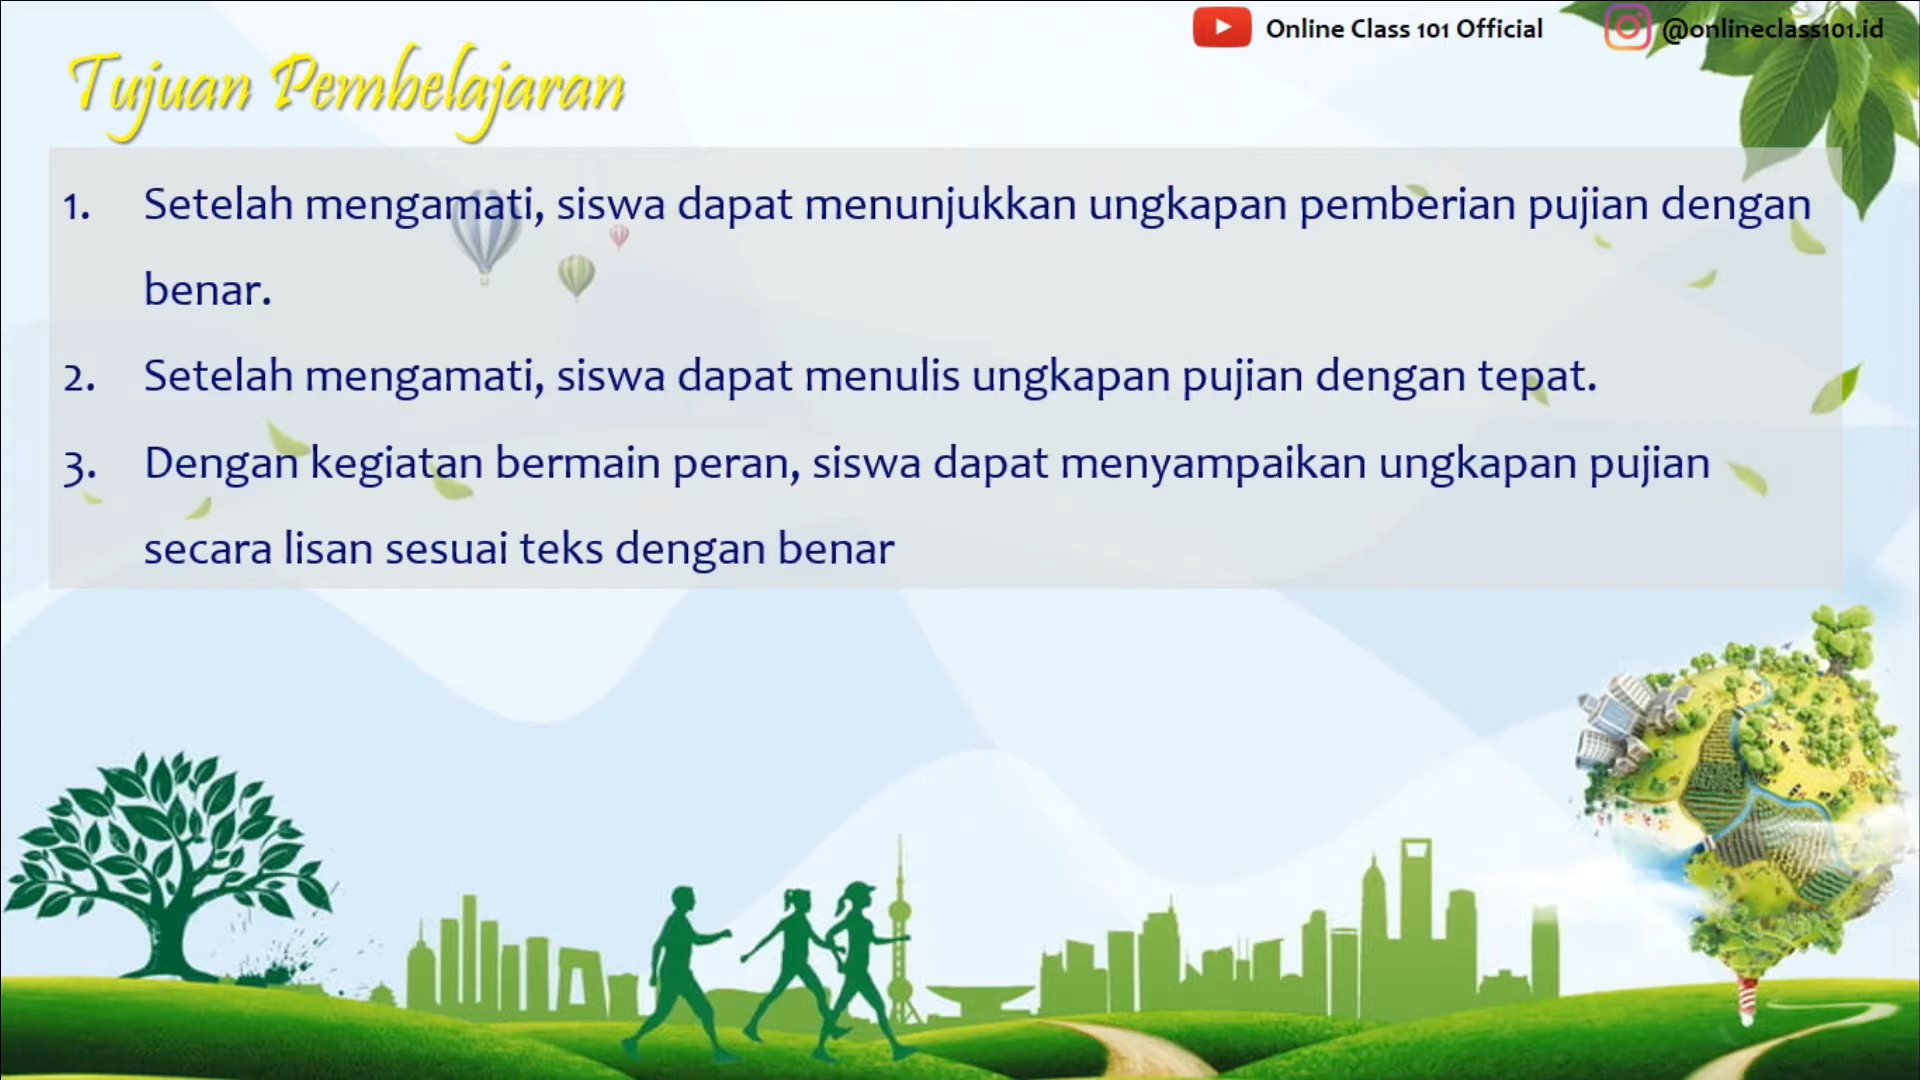 Online Class 101 Official
@onlineclass101.id
Tujuan Pembelajaran
1. Setelah mengamati, siswa dapat menunjukkan ungkapan pemberian pujian dengan
benar.
2. Setelah mengamati, siswa dapat menulis ungkapan pujian dengan tepat.
3. Dengan kegiatan bermain peran, siswa dapat menyampaikan ungkapan pujian
secara lisan sesuai teks dengan benar